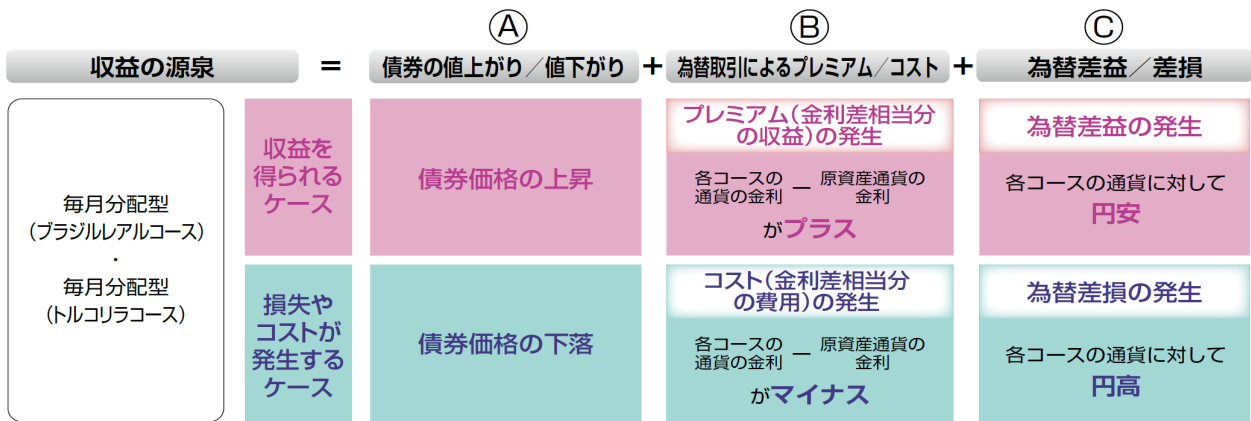 Ⓐ Ⓑ Ⓒ
収益の源泉 = 債券の値上がり/値下がり + 為替取引によるプレミアム/コスト + 為替差益/差損
毎月分配型
(ブラジルレアルコース)
・
毎月分配型
(トルコリラコース)
収益を
得られる
ケース
債券価格の上昇
プレミアム(金利差相当分
の収益)の発生
各コースの
通貨の金利
―
原資産通貨の
金利
がプラス
為替差益の発生
各コースの通貨に対して
円安
損失や
コストが
発生する
ケース
債券価格の下落
コスト(金利差相当分
の費用)の発生
各コースの
通貨の金利
―
原資産通貨の
金利
がマイナス
為替差損の発生
各コースの通貨に対して
円高